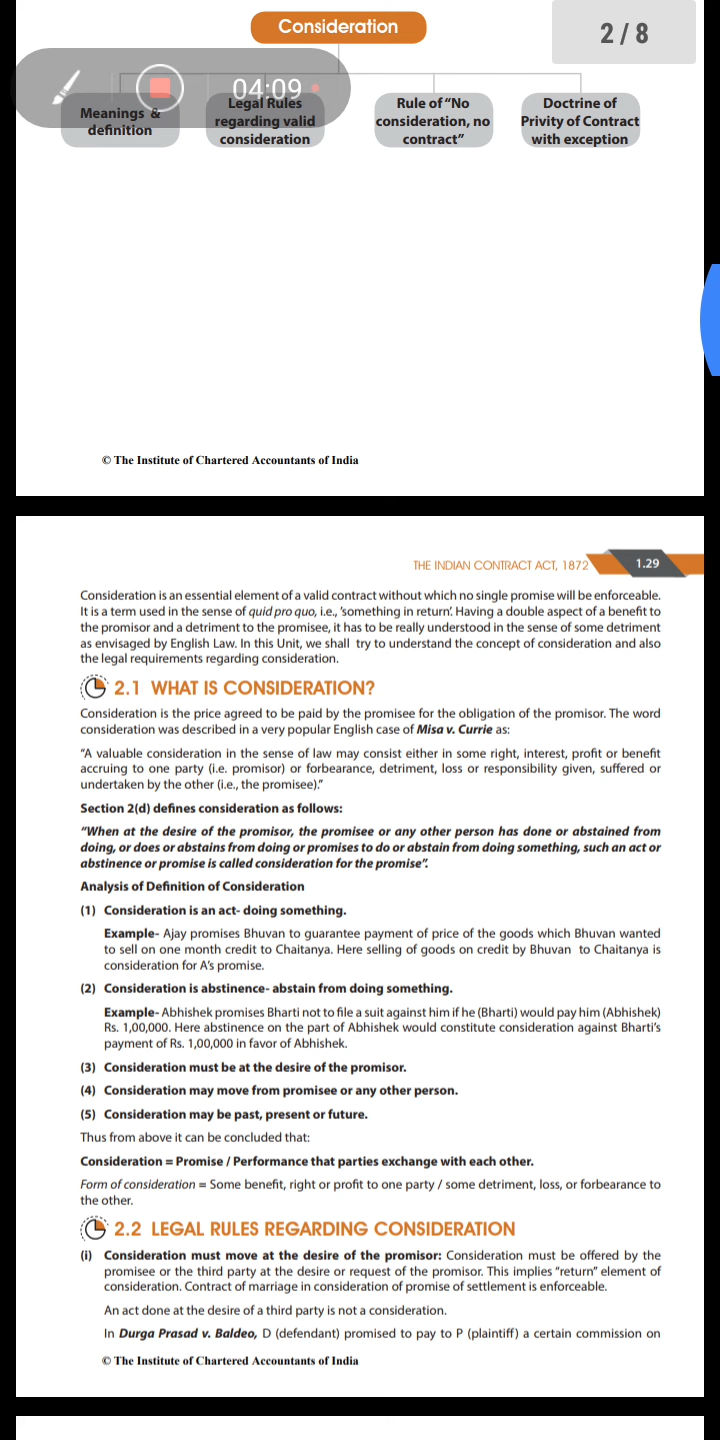 Consideration
2 / 8
04:09
Meanings &
definition
Legal Rules
regarding valid
consideration
Rule of “No
consideration, no
contract”
Doctrine of
Privity of Contract
with exception
© The Institute of Chartered Accountants of India
THE INDIAN CONTRACT ACT, 1872
1.29
Consideration is an essential element of a valid contract without which no single promise will be enforceable.
It is a term used in the sense of quid pro quo, i.e., ‘something in return’. Having a double aspect of a benefit to
the promisor and a detriment to the promisee, it has to be really understood in the sense of some detriment
as envisaged by English Law. In this Unit, we shall try to understand the concept of consideration and also
the legal requirements regarding consideration.
2.1 WHAT IS CONSIDERATION?
Consideration is the price agreed to be paid by the promisee for the obligation of the promisor. The word
consideration was described in a very popular English case of Misa v. Currie as:
“A valuable consideration in the sense of law may consist either in some right, interest, profit or benefit
accruing to one party (i.e. promisor) or forbearance, detriment, loss or responsibility given, suffered or
undertaken by the other (i.e., the promisee).”
Section 2(d) defines consideration as follows:
“When at the desire of the promisor, the promisee or any other person has done or abstained from
doing, or does or abstains from doing or promises to do or abstain from doing something, such an act or
abstinence or promise is called consideration for the promise”.
Analysis of Definition of Consideration
(1) Consideration is an act- doing something.
Example- Ajay promises Bhuvan to guarantee payment of price of the goods which Bhuvan wanted
to sell on one month credit to Chaitanya. Here selling of goods on credit by Bhuvan to Chaitanya is
consideration for A’s promise.
(2) Consideration is abstinence- abstain from doing something.
Example- Abhishek promises Bharti not to file a suit against him if he (Bharti) would pay him (Abhishek)
Rs. 1,00,000. Here abstinence on the part of Abhishek would constitute consideration against Bharti’s
payment of Rs. 1,00,000 in favor of Abhishek.
(3) Consideration must be at the desire of the promisor.
(4) Consideration may move from promisee or any other person.
(5) Consideration may be past, present or future.
Thus from above it can be concluded that:
Consideration = Promise / Performance that parties exchange with each other.
Form of consideration = Some benefit, right or profit to one party / some detriment, loss, or forbearance to
the other.
2.2 LEGAL RULES REGARDING CONSIDERATION
(i) Consideration must move at the desire of the promisor: Consideration must be offered by the
promisee or the third party at the desire or request of the promisor. This implies “return” element of
consideration. Contract of marriage in consideration of promise of settlement is enforceable.
An act done at the desire of a third party is not a consideration.
In Durga Prasad v. Baldeo, D (defendant) promised to pay to P (plaintiff) a certain commission on
© The Institute of Chartered Accountants of India